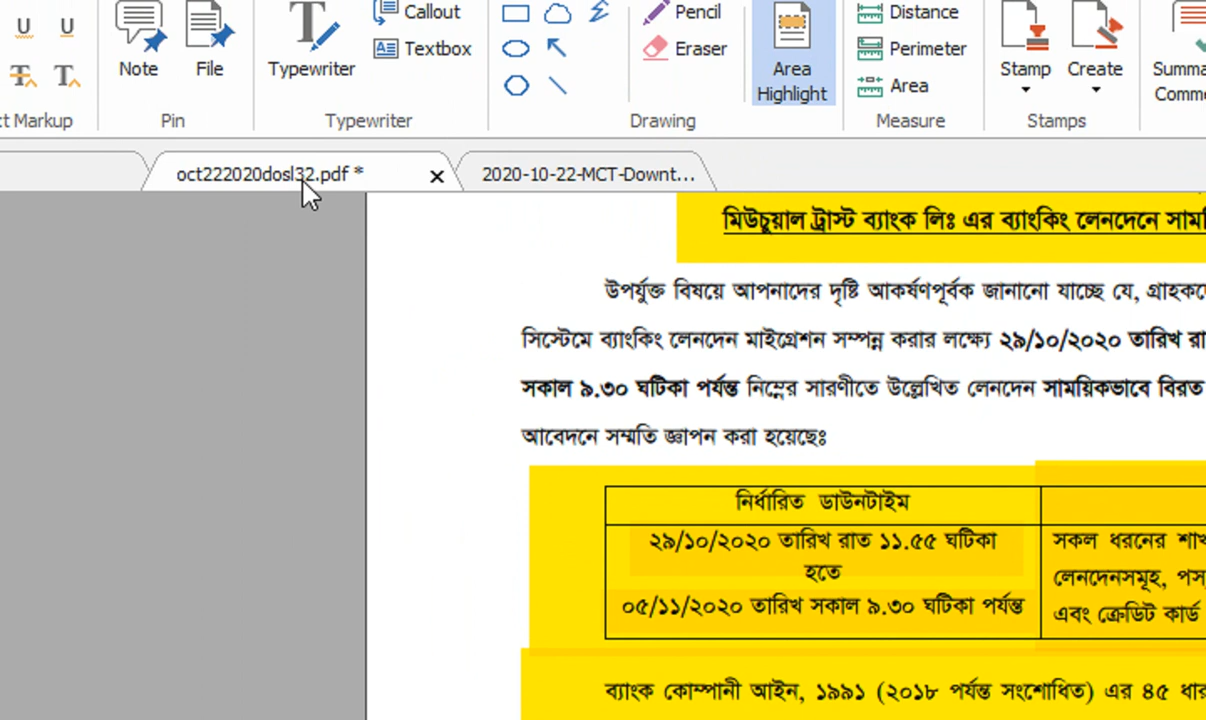 U U
Note
File
Typewriter
Callout
Textbox
Pencil
Eraser
Area
Highlight
Distance
Perimeter
Area
Stamp
Create
Summa
Comme
t Markup
Pin
Typewriter
Drawing
Measure
Stamps
oct222020dosl32.pdf *
2020-10-22-MCT-Downt...
মিউচুয়াল ট্রাস্ট ব্যাংক লিঃ এর ব্যাংকিং লেনদেনে সাম
উপর্যুক্ত বিষয়ে আপনাদের দৃষ্টি আকর্ষণপূর্বক জানানো যাচ্ছে যে, গ্রাহকদে
সিস্টেমে ব্যাংকিং লেনদেন মাইগ্রেশন সম্পন্ন করার লক্ষ্যে ২৯/১০/২০২০ তারিখ রা
সকাল ৯.৩০ ঘটিকা পর্যন্ত নিম্নের সারণীতে উল্লেখিত লেনদেন সাময়িকভাবে বিরত
আবেদনে সম্মতি জ্ঞাপন করা হয়েছেঃ
নির্ধারিত ডাউনটাইম
২৯/১০/২০২০ তারিখ রাত ১১.৫৫ ঘটিকা
হতে
০৫/১১/২০২০ তারিখ সকাল ৯.৩০ ঘটিকা পর্যন্ত
সকল ধরনের শাখ
লেনদেনসমূহ, পস
এবং ক্রেডিট কার্ড
ব্যাংক কোম্পানী আইন, ১৯৯১ (২০১৮ পর্যন্ত সংশোধিত) এর ৪৫ ধার